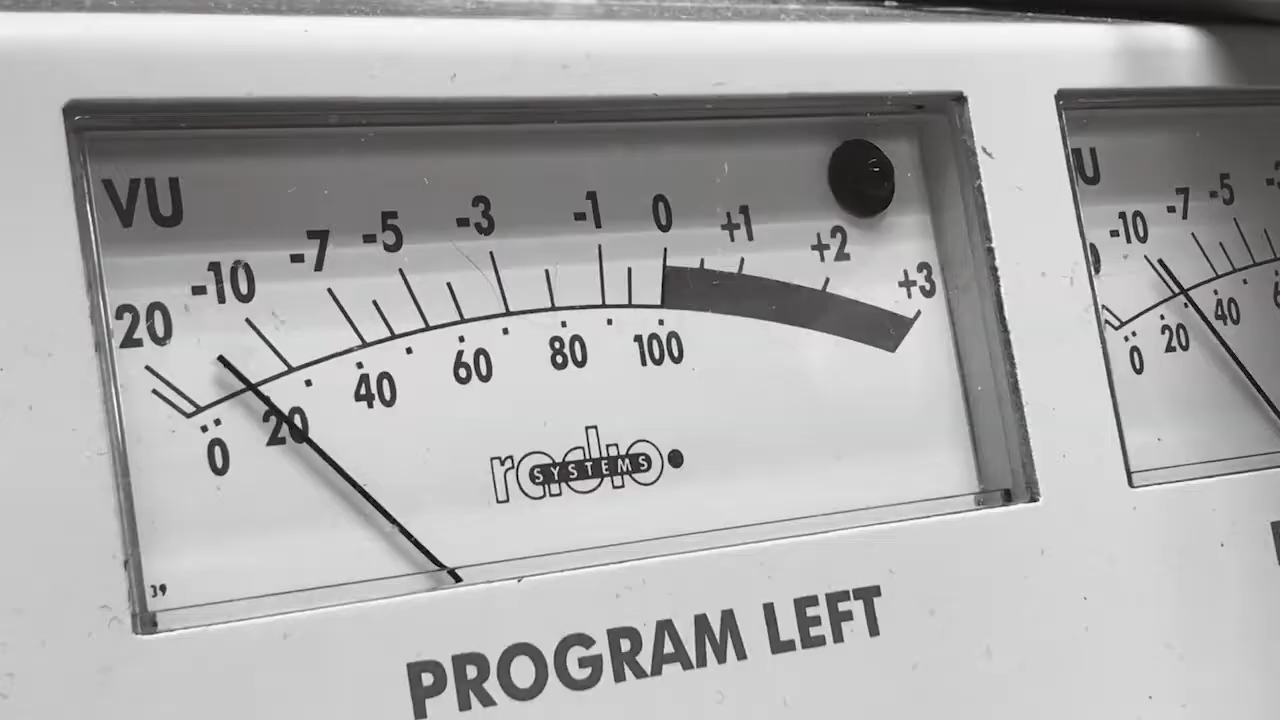 VU
20 -10 -7 -5 -3 -1 0 +1 +2 +3
0 20 40 60 80 100
radio
SYSTEMS
39
PROGRAM LEFT
U
-10 -7 -5
0 20 40